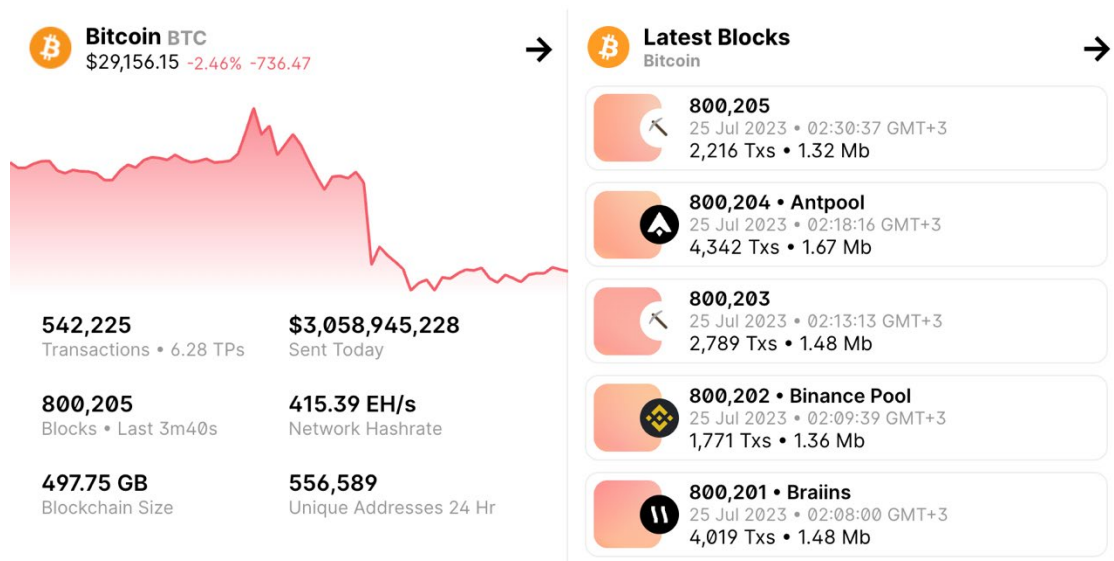 Bitcoin BTC
$29,156.15 -2.46% -736.47
542,225
Transactions • 6.28 TPs
$3,058,945,228
Sent Today
800,205
Blocks • Last 3m40s
415.39 EH/s
Network Hashrate
497.75 GB
Blockchain Size
556,589
Unique Addresses 24 Hr
Latest Blocks
Bitcoin
800,205
25 Jul 2023 • 02:30:37 GMT+3
2,216 Txs • 1.32 Mb
800,204 • Antpool
25 Jul 2023 • 02:18:16 GMT+3
4,342 Txs • 1.67 Mb
800,203
25 Jul 2023 • 02:13:13 GMT+3
2,789 Txs • 1.48 Mb
800,202 • Binance Pool
25 Jul 2023 • 02:09:39 GMT+3
1,771 Txs • 1.36 Mb
800,201 • Braiins
25 Jul 2023 • 02:08:00 GMT+3
4,019 Txs • 1.48 Mb